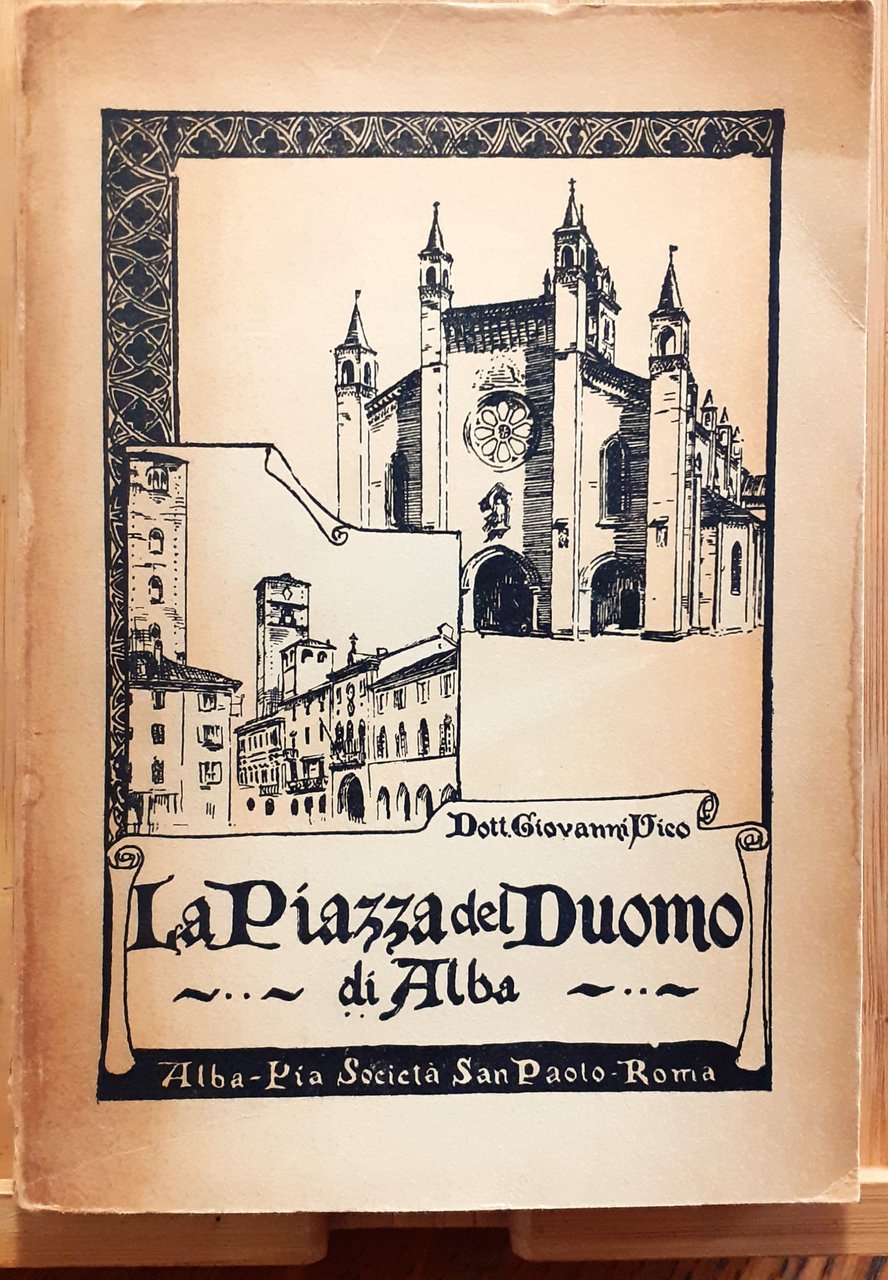 Dott. Giovanni Vico
La Piazza del Duomo
di Alba
Alba-Pia Società San Paolo-Roma